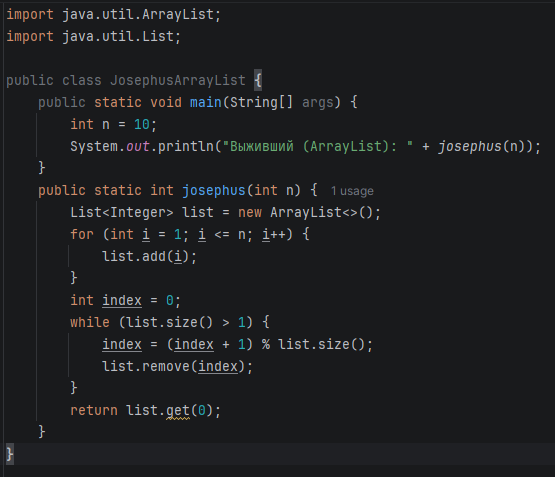 import java.util.ArrayList;
import java.util.List;
public class JosephusArrayList {
public static void main(String[] args) {
int n = 10;
System.out.println("Выживший (ArrayList): " + josephus(n));
}
public static int josephus(int n) { 1 usage
List<Integer> list = new ArrayList<>();
for (int i = 1; i <= n; i++) {
list.add(i);
}
int index = 0;
while (list.size() > 1) {
index = (index + 1) % list.size();
list.remove(index);
}
return list.get(0);
}
}